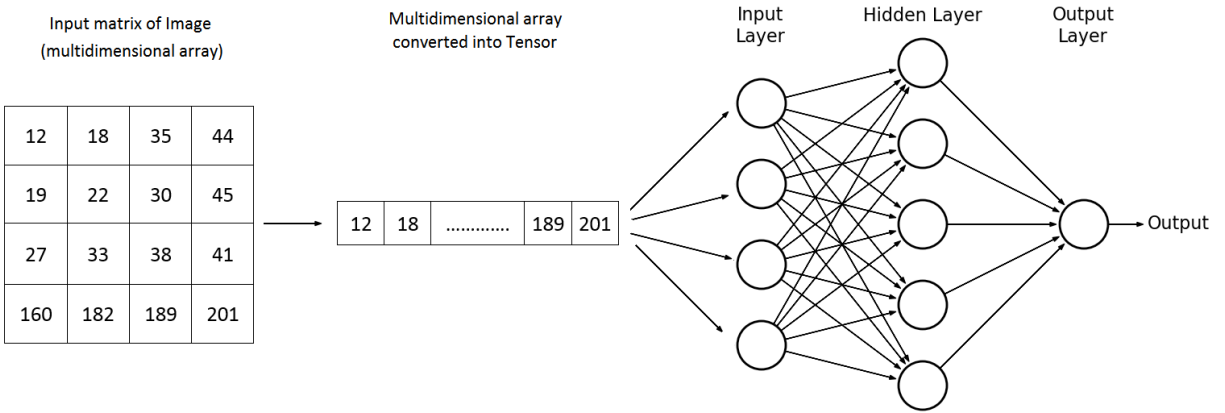 Input matrix of Image
(multidimensional array)
Multidimensional array
converted into Tensor
Input
Layer
Hidden Layer
Output
Layer
12 18 35 44
19 22 30 45
27 33 38 41
160 182 189 201
12 18 ............. 189 201
Output